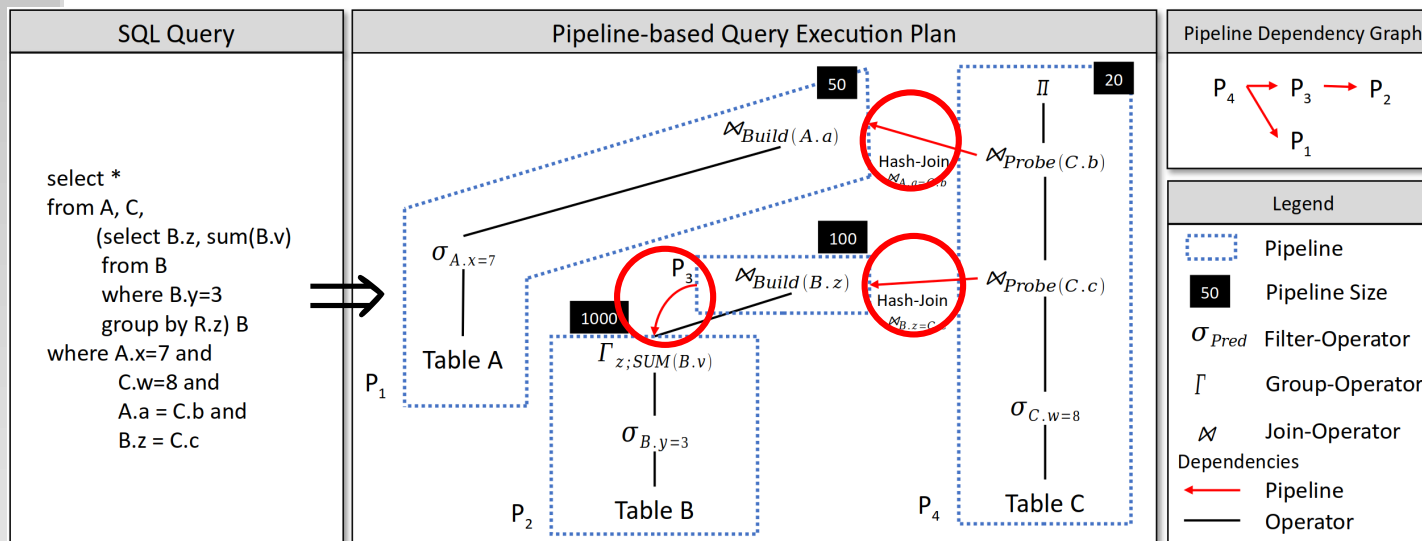 SQL Query
select *
from A, C,
(select B.z, sum(B.v)
from B
where B.y=3
group by R.z) B
where A.x=7 and
C.w=8 and
A.a = C.b and
B.z = C.c
Pipeline-based Query Execution Plan
50
⋈Build(A.a)
Hash-Join
⋈A.a=C.b
σA.x=7
Table A
P1
100
P3
⋈Build(B.z)
Hash-Join
⋈B.z=C.
1000
Γz;SUM(B.v)
σB.y=3
Table B
P2
20
Π
⋈Probe(C.b)
⋈Probe(C.c)
σC.w=8
Table C
P4
Pipeline Dependency Graph
P4 P3 P2
P1
Legend
Pipeline
50 Pipeline Size
σPred Filter-Operator
Γ Group-Operator
⋈ Join-Operator
Dependencies
Pipeline
Operator